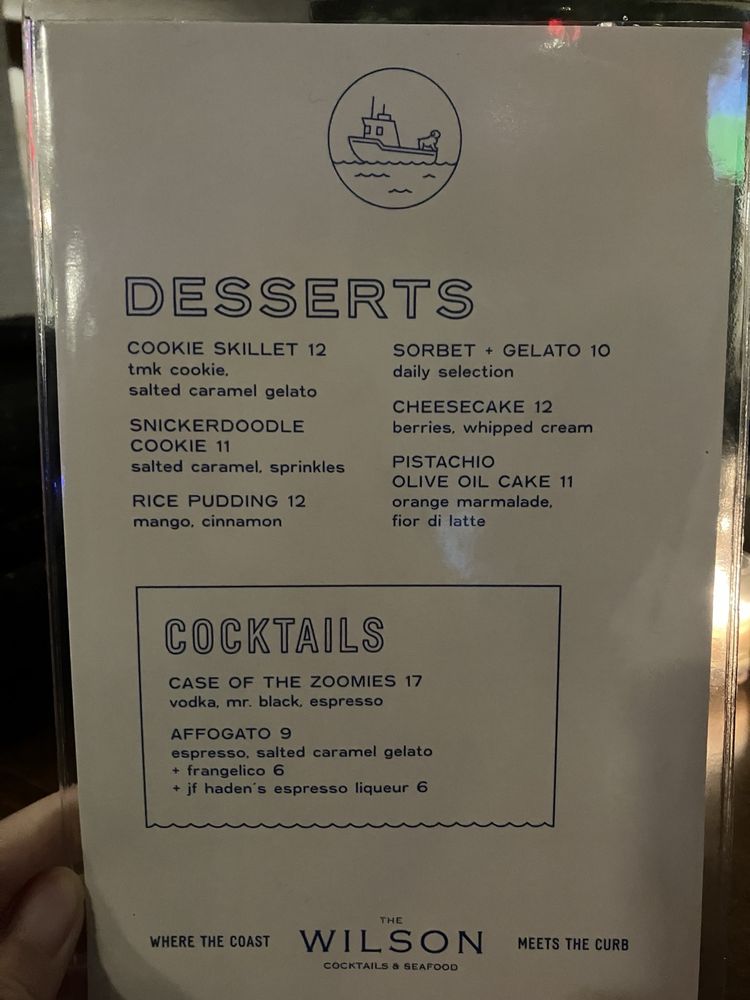 DESSERTS
COOKIE SKILLET 12
tmk cookie,
salted caramel gelato
SNICKERDOODLE
COOKIE 11
salted caramel, sprinkles
RICE PUDDING 12
mango, cinnamon
SORBET + GELATO 10
daily selection
CHEESECAKE 12
berries, whipped cream
PISTACHIO
OLIVE OIL CAKE 11
orange marmalade,
fior di latte
COCKTAILS
CASE OF THE ZOOMIES 17
vodka, mr. black, espresso
AFFOGATO 9
espresso, salted caramel gelato
+ frangelico 6
+ jf haden's espresso liqueur 6
WHERE THE COAST
THE
WILSON
COCKTAILS & SEAFOOD
MEETS THE CURB